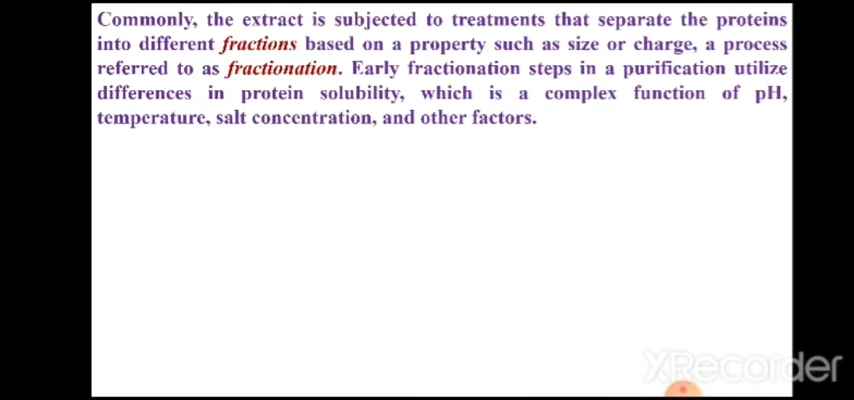 Commonly, the extract is subjected to treatments that separate the proteins
into different fractions based on a property such as size or charge, a process
referred to as fractionation. Early fractionation steps in a purification utilize
differences in protein solubility, which is a complex function of pH,
temperature, salt concentration, and other factors.
XRecorder